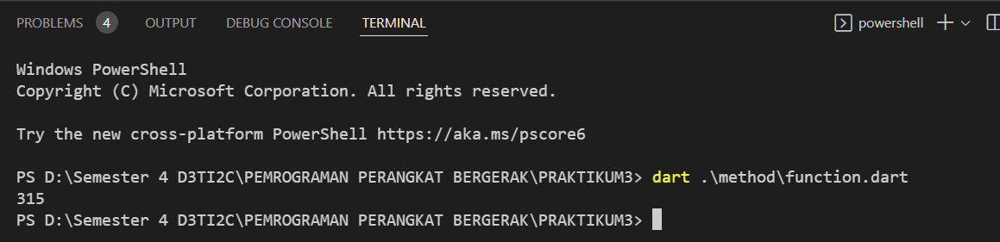 PROBLEMS 4 OUTPUT DEBUG CONSOLE TERMINAL powershell
Windows PowerShell
Copyright (C) Microsoft Corporation. All rights reserved.
Try the new cross-platform PowerShell https://aka.ms/pscore6
PS D:\Semester 4 D3TI2C\PEMROGRAMAN PERANGKAT BERGERAK\PRAKTIKUM3> dart .\method\function.dart
315
PS D:\Semester 4 D3TI2C\PEMROGRAMAN PERANGKAT BERGERAK\PRAKTIKUM3>